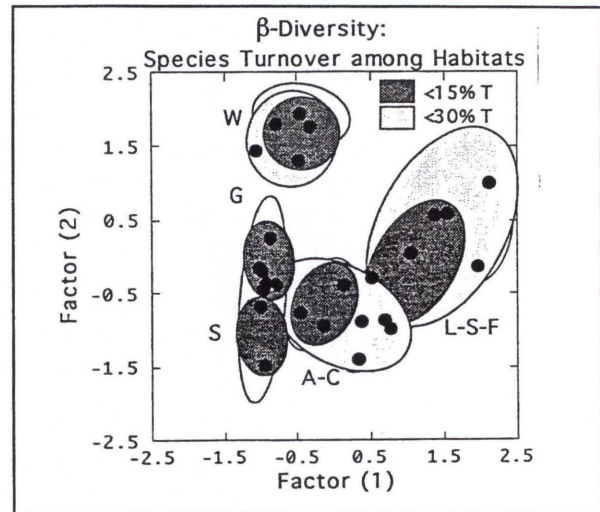 β-Diversity:
Species Turnover among Habitats
2.5
1.5
0.5
-0.5
-1.5
-2.5
Factor (2)
W
G
S
A-C
L-S-F
<15% T
<30% T
-2.5 -1.5 -0.5 0.5 1.5 2.5
Factor (1)